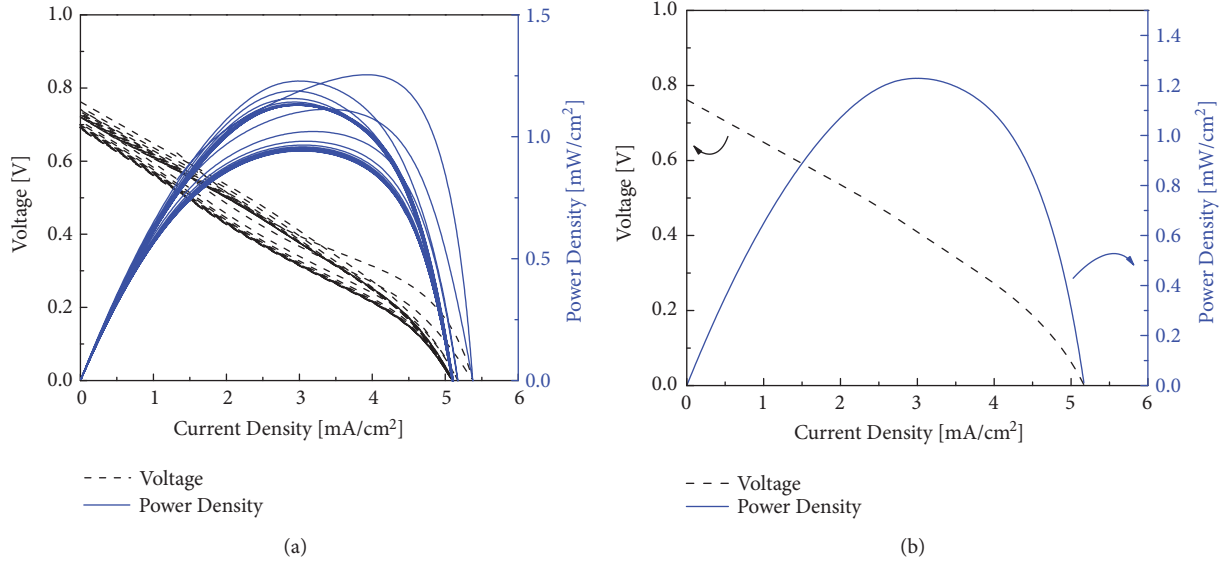 1.0
0.8
0.6
0.4
0.2
0.0
Voltage [V]
0 1 2 3 4 5 6
Current Density [mA/cm²]
1.5
1.0
0.5
0.0
Power Density [mW/cm²]
Voltage
Power Density
(a)
1.0
0.8
0.6
0.4
0.2
0.0
Voltage [V]
0 1 2 3 4 5 6
Current Density [mA/cm²]
1.4
1.2
1.0
0.8
0.6
0.4
0.2
0.0
Power Density [mW/cm²]
Voltage
Power Density
(b)